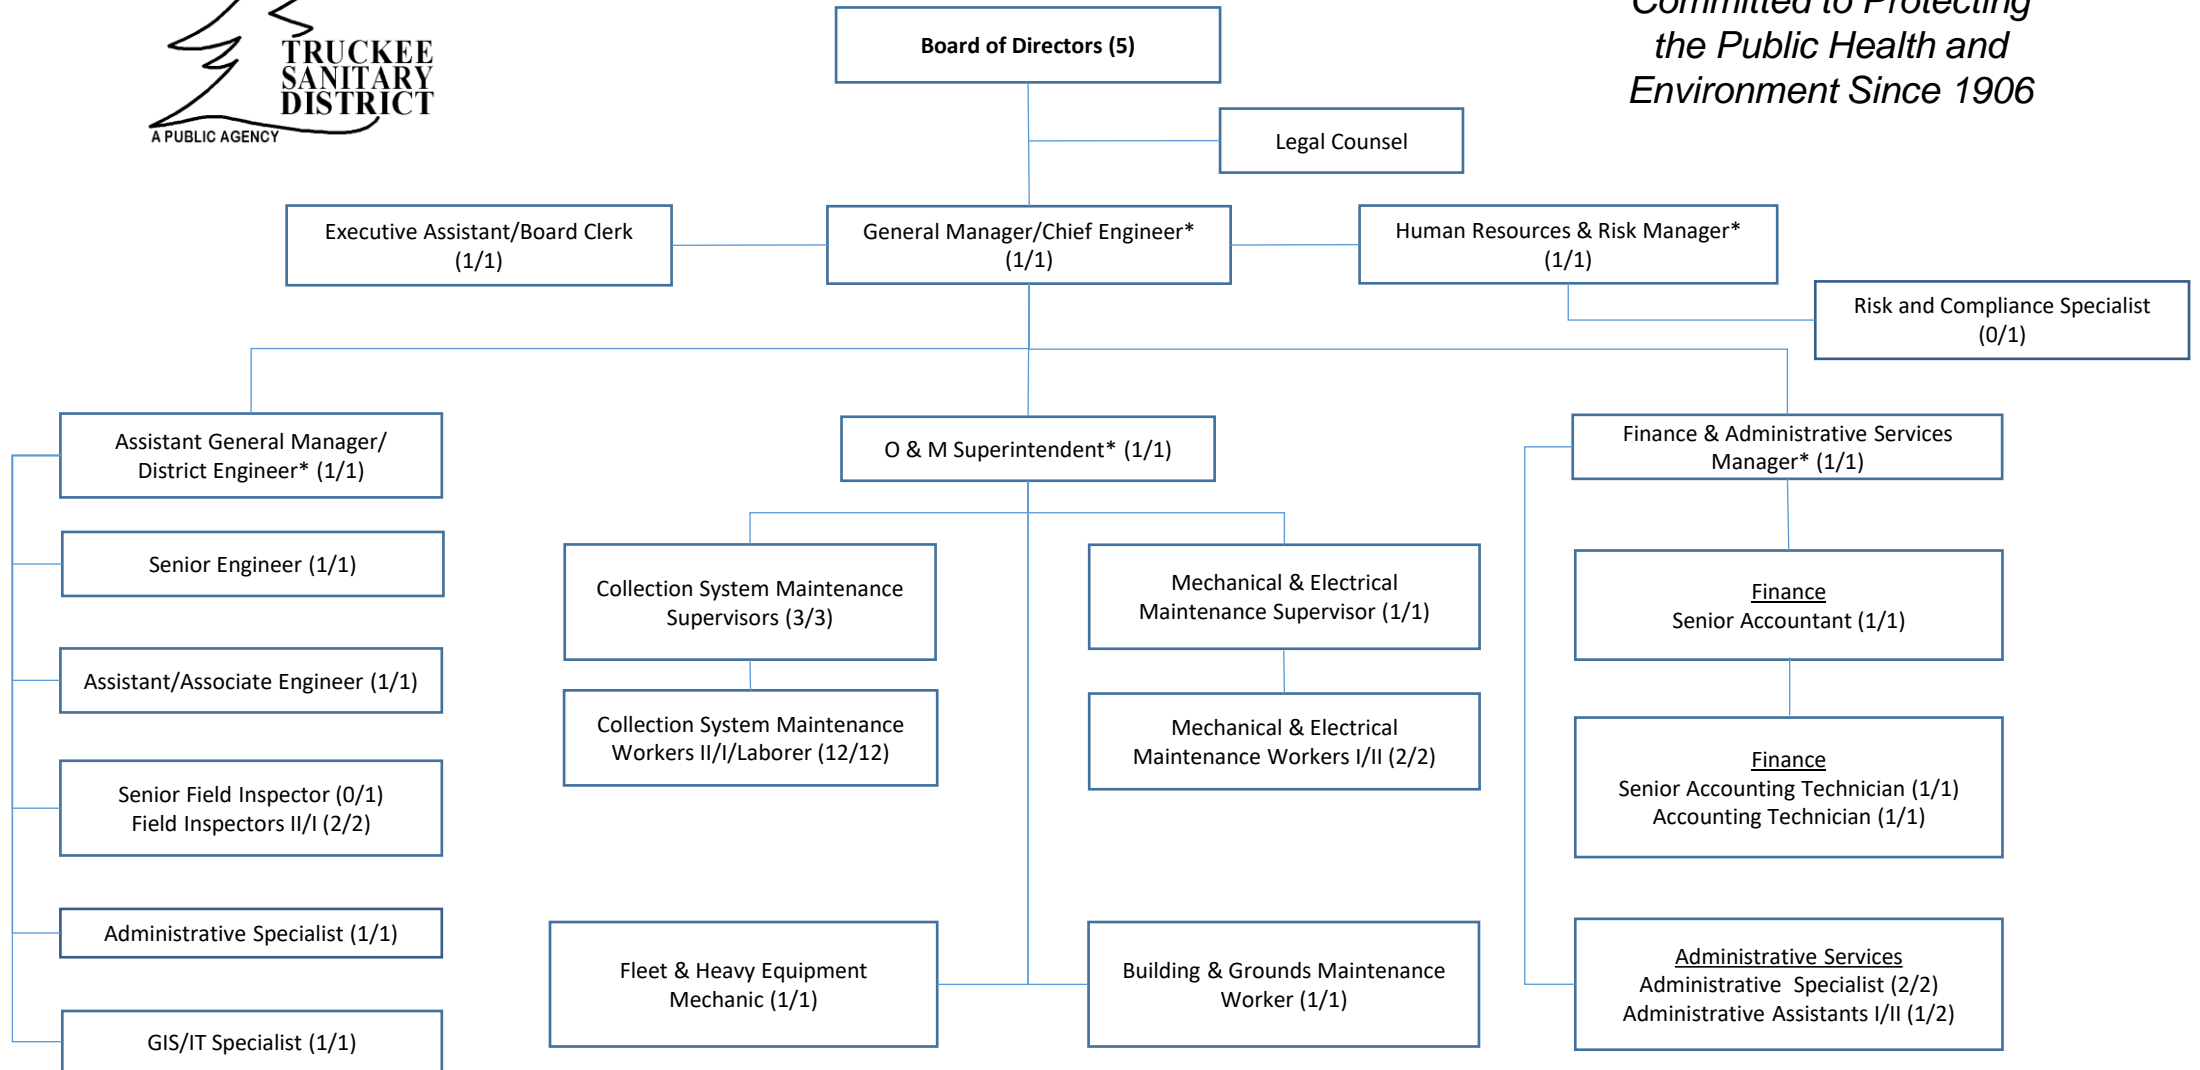 TRUCKEE
SANITARY
DISTRICT
A PUBLIC AGENCY
Committed to Protecting
the Public Health and
Environment Since 1906
Board of Directors (5)
Legal Counsel
Executive Assistant/Board Clerk
(1/1)
General Manager/Chief Engineer*
(1/1)
Human Resources & Risk Manager*
(1/1)
Risk and Compliance Specialist
(0/1)
Assistant General Manager/
District Engineer* (1/1)
O & M Superintendent* (1/1)
Finance & Administrative Services
Manager* (1/1)
Senior Engineer (1/1)
Assistant/Associate Engineer (1/1)
Senior Field Inspector (0/1)
Field Inspectors II/I (2/2)
Administrative Specialist (1/1)
GIS/IT Specialist (1/1)
Collection System Maintenance
Supervisors (3/3)
Collection System Maintenance
Workers II/I/Laborer (12/12)
Mechanical & Electrical
Maintenance Supervisor (1/1)
Mechanical & Electrical
Maintenance Workers I/II (2/2)
Fleet & Heavy Equipment
Mechanic (1/1)
Building & Grounds Maintenance
Worker (1/1)
Finance
Senior Accountant (1/1)
Finance
Senior Accounting Technician (1/1)
Accounting Technician (1/1)
Administrative Services
Administrative  Specialist (2/2)
Administrative Assistants I/II (1/2)